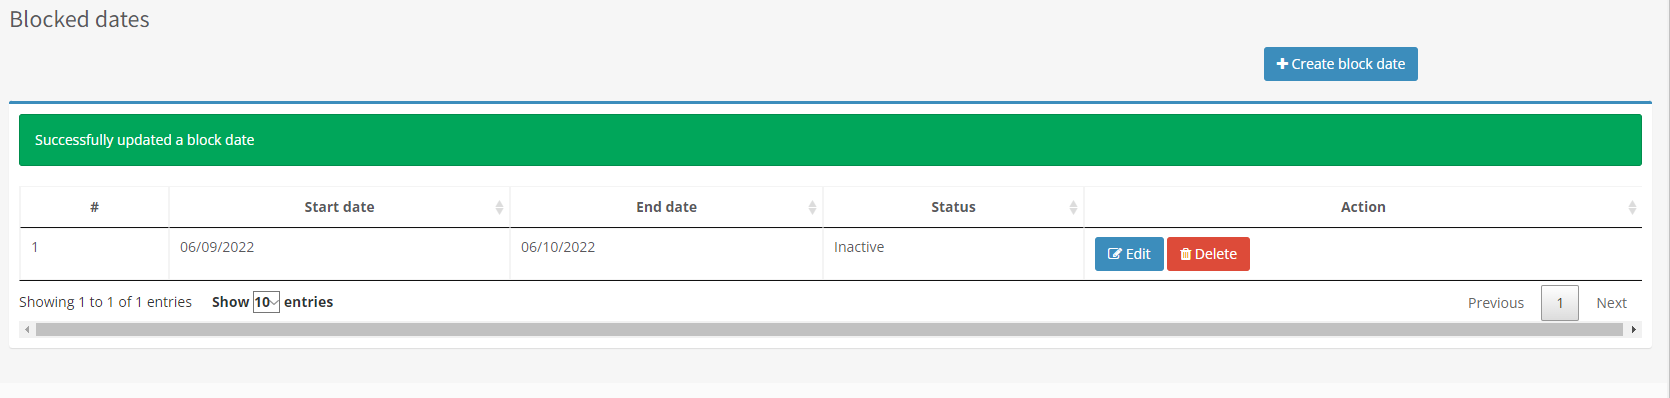 Blocked dates
Create block date
Successfully updated a block date
# Start date End date Status Action
1 06/09/2022 06/10/2022 Inactive Edit Delete
Showing 1 to 1 of 1 entries Show 10 entries Previous 1 Next